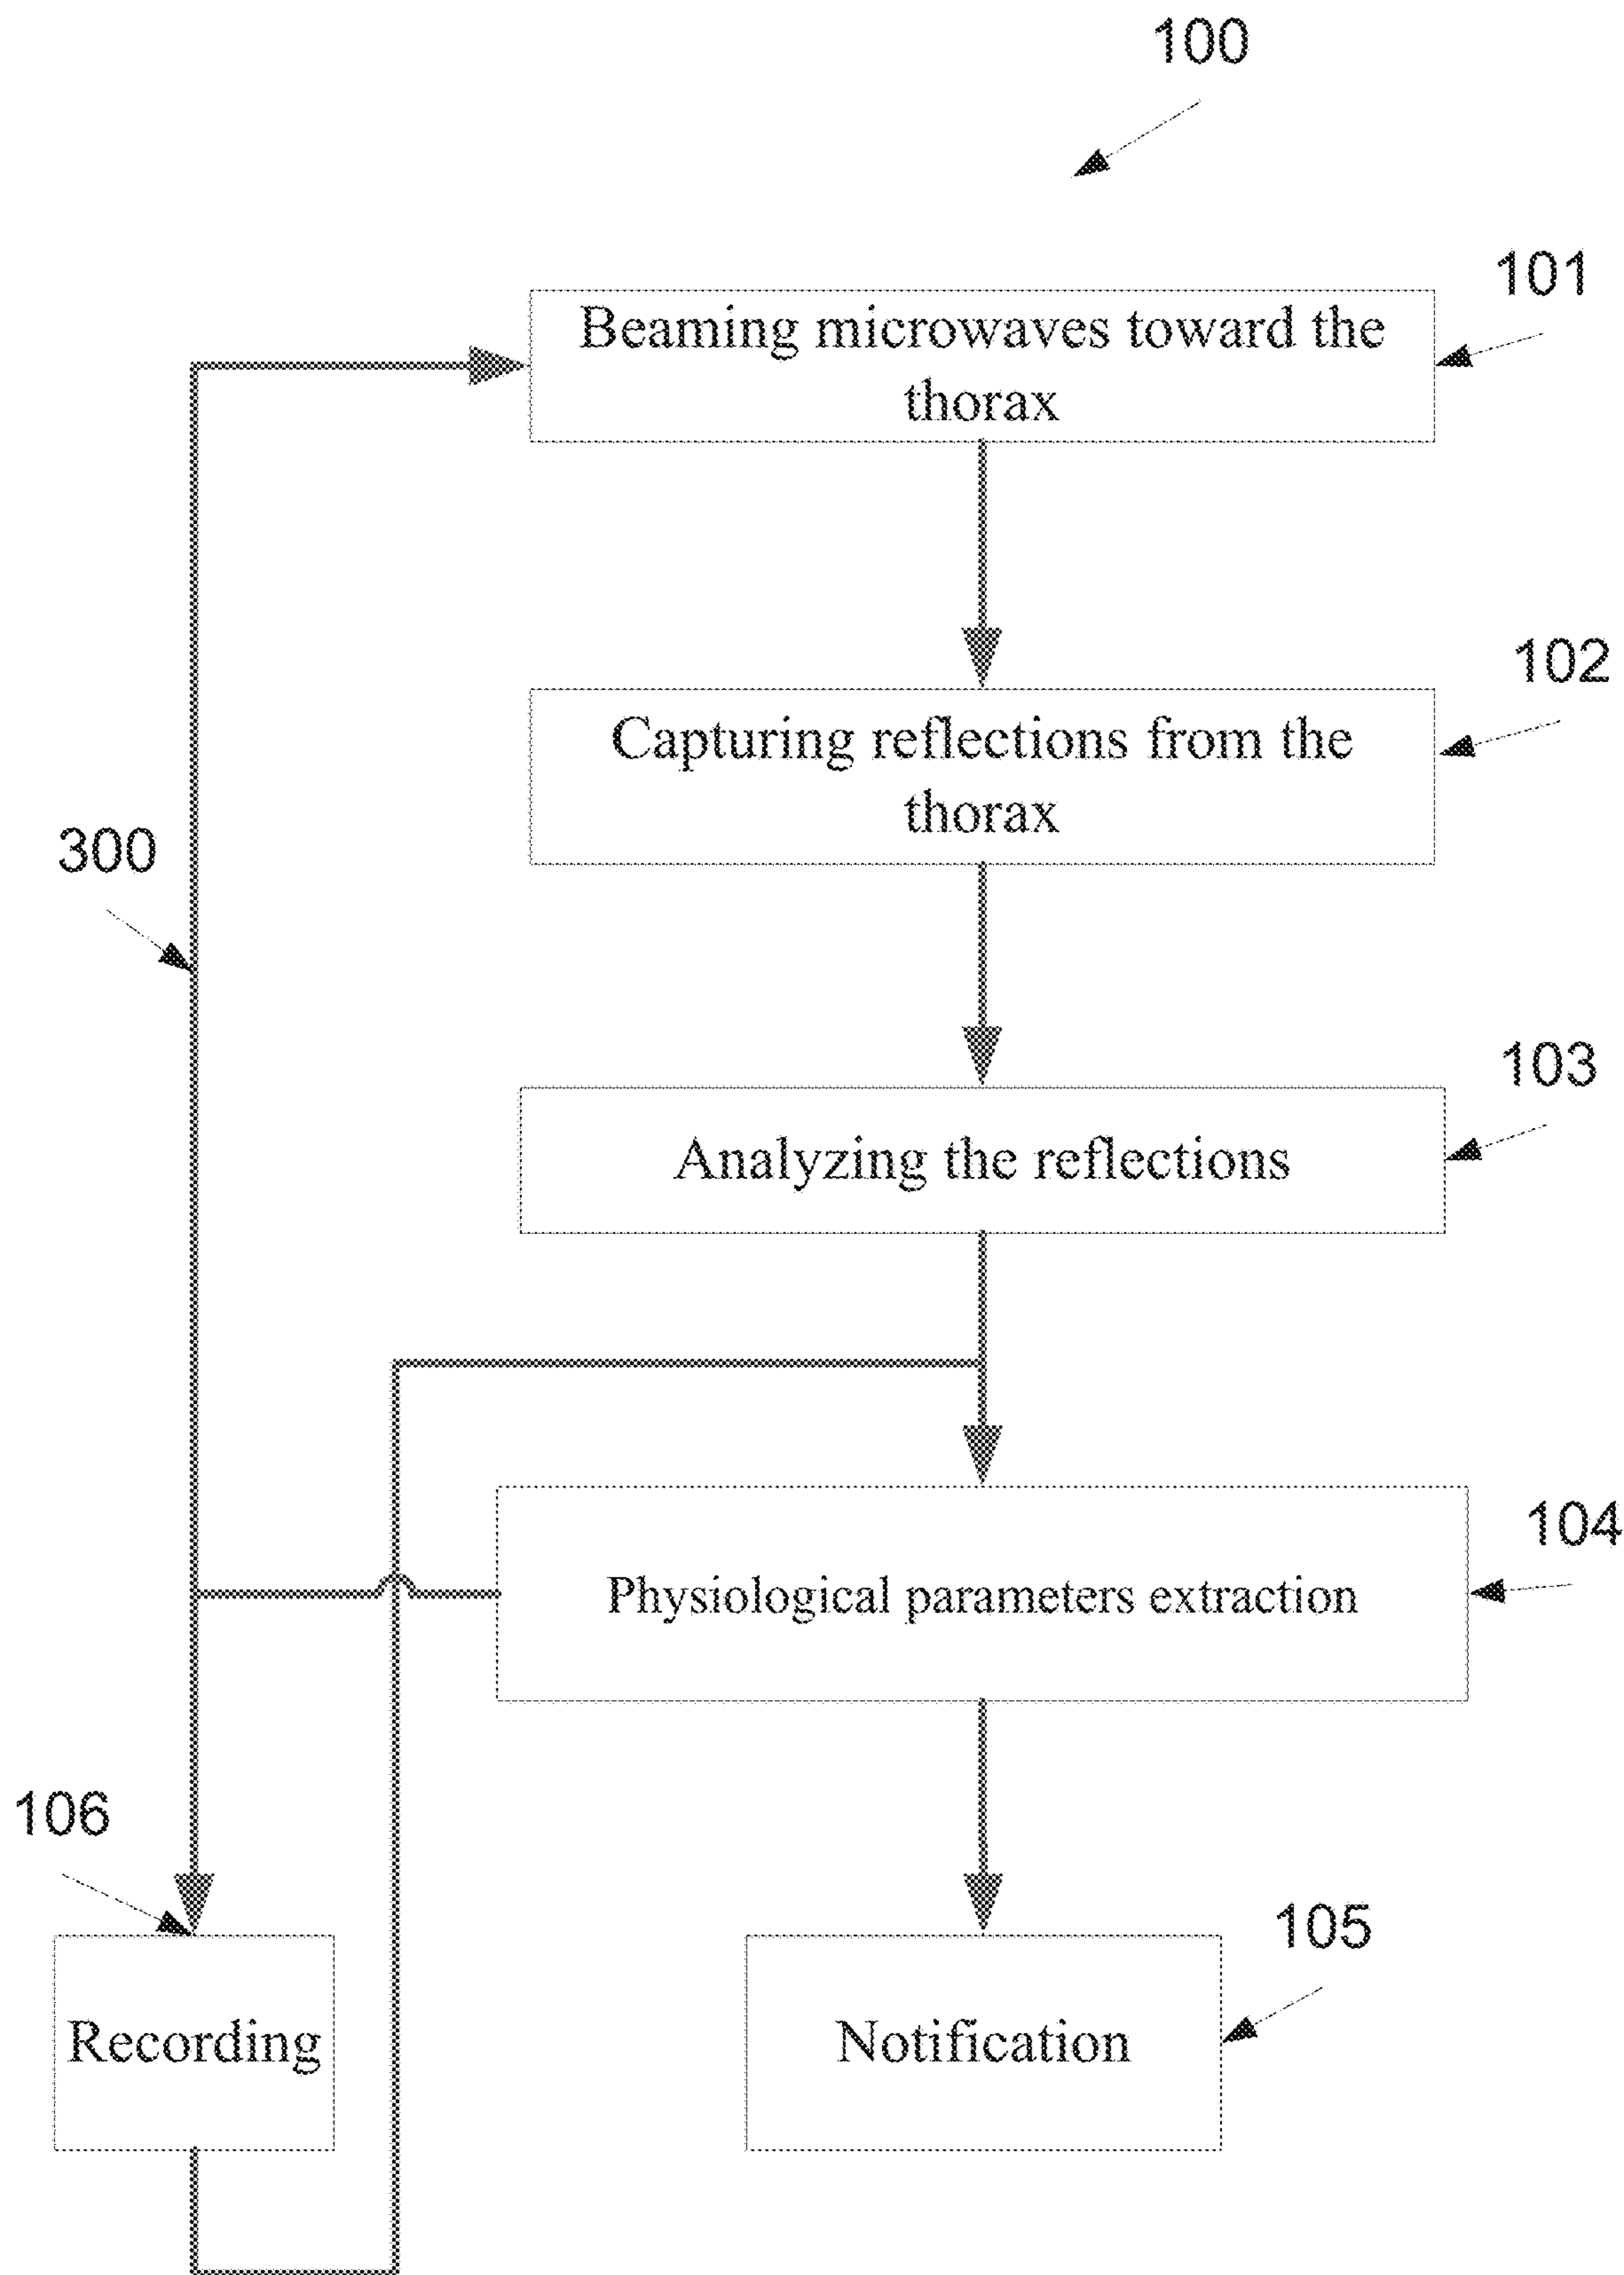 100
101
Beaming microwaves toward the
thorax
102
Capturing reflections from the
thorax
300
103
Analyzing the reflections
104
Physiological parameters extraction
106
105
Recording
Notification